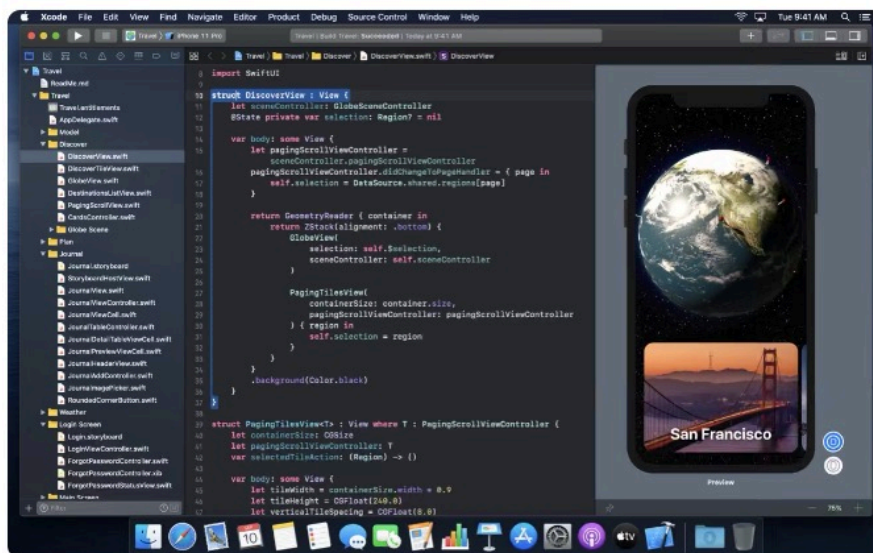 Xcode File Edit View Find Navigate Editor Product Debug Source Control Window Help Tue 9:41 AM
Travel iPhone 11 Pro Travel | Build Travel: Succeeded | Today at 9:41 AM
Travel Travel Discover DiscoverView.swift S DiscoverView
Travel
ReadMe.md
Travel
Travel.entitlements
AppDelegate.swift
Model
Discover
DiscoverView.swift
DiscoverTileView.swift
GlobeView.swift
DestinationsListView.swift
PagingScrollView.swift
CardsController.swift
Globe Scene
Plan
Journal
Journal.storyboard
StoryboardHostView.swift
JournalView.swift
JournalViewController.swift
JournalViewCell.swift
JournalTableController.swift
JournalDetailTableViewCell.swift
JournalPreviewViewCell.swift
JournalHeaderView.swift
JournalAddController.swift
JournalImagePicker.swift
RoundedCornerButton.swift
Weather
Login Screen
Login.storyboard
LoginViewController.swift
ForgotPasswordController.swift
ForgotPasswordController.xib
ForgotPasswordStatusView.swift
Main Screen
Filter
8 import SwiftUI
9
10 struct DiscoverView : View {
11 let sceneController: GlobeSceneController
12 @State private var selection: Region? = nil
13
14 var body: some View {
15 let pagingScrollViewController =
sceneController.pagingScrollViewController
16 pagingScrollViewController.didChangeToPageHandler = { page in
17 self.selection = DataSource.shared.regions[page]
18 }
19
20 return GeometryReader { container in
21 return ZStack(alignment: .bottom) {
22 GlobeView(
23 selection: self.$selection,
24 sceneController: self.sceneController
25 )
26
27 PagingTilesView(
28 containerSize: container.size,
29 pagingScrollViewController: pagingScrollViewController
30 ) { region in
31 self.selection = region
32 }
33 }
34 }
35 .background(Color.black)
36 }
37 }
38
39 struct PagingTilesView<T> : View where T : PagingScrollViewController {
40 let containerSize: CGSize
41 let pagingScrollViewController: T
42 var selectedTileAction: (Region) -> ()
43
44 var body: some View {
45 let tileWidth = containerSize.width * 0.9
46 let tileHeight = CGFloat(240.0)
47 let verticalTileSpacing = CGFloat(8.0)
San Francisco
Preview
75%
10
tv